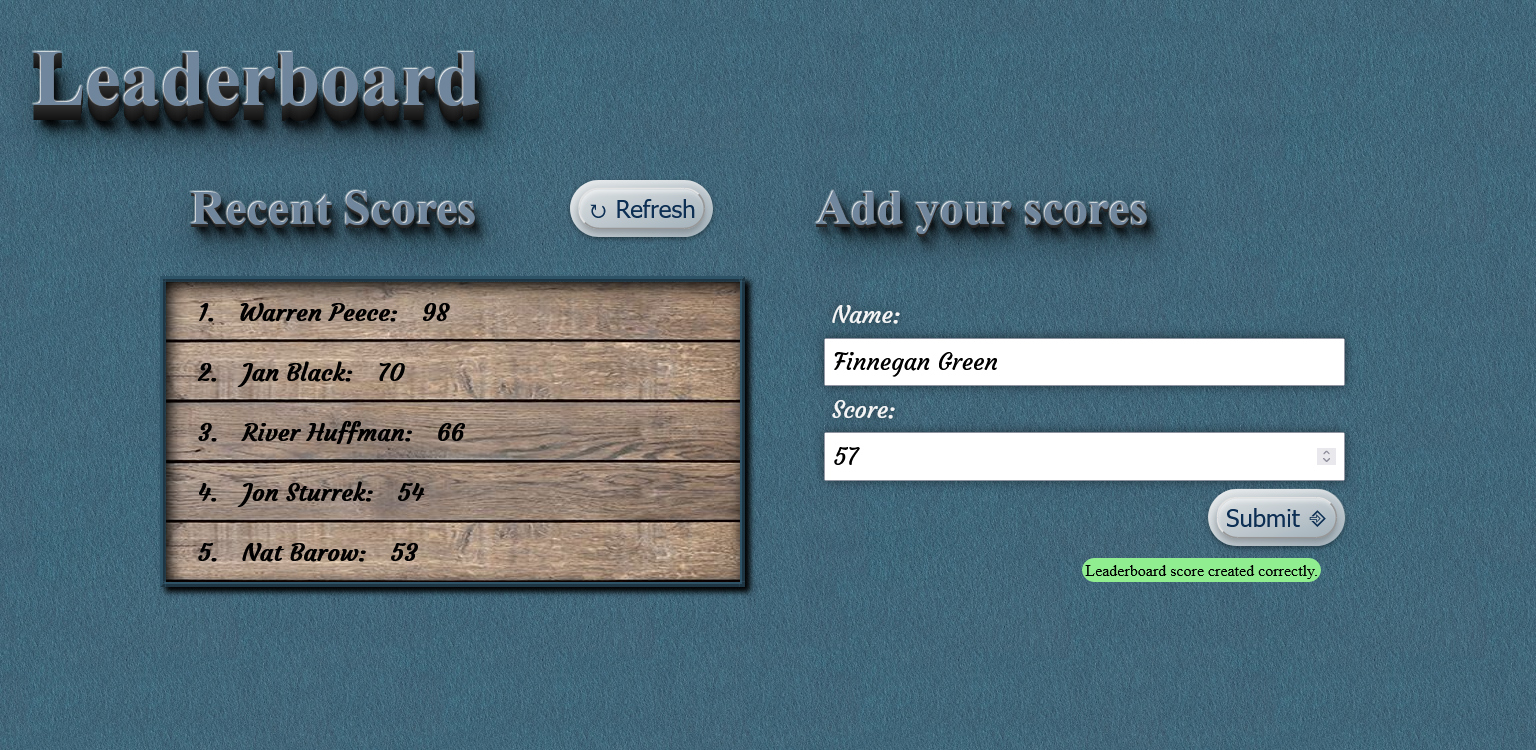 Leaderboard
Recent Scores
↻ Refresh
1. Warren Peece: 98
2. Jan Black: 70
3. River Huffman: 66
4. Jon Sturrek: 54
5. Nat Barow: 53
Add your scores
Name:
Finnegan Green
Score:
57
Submit
Leaderboard score created correctly.